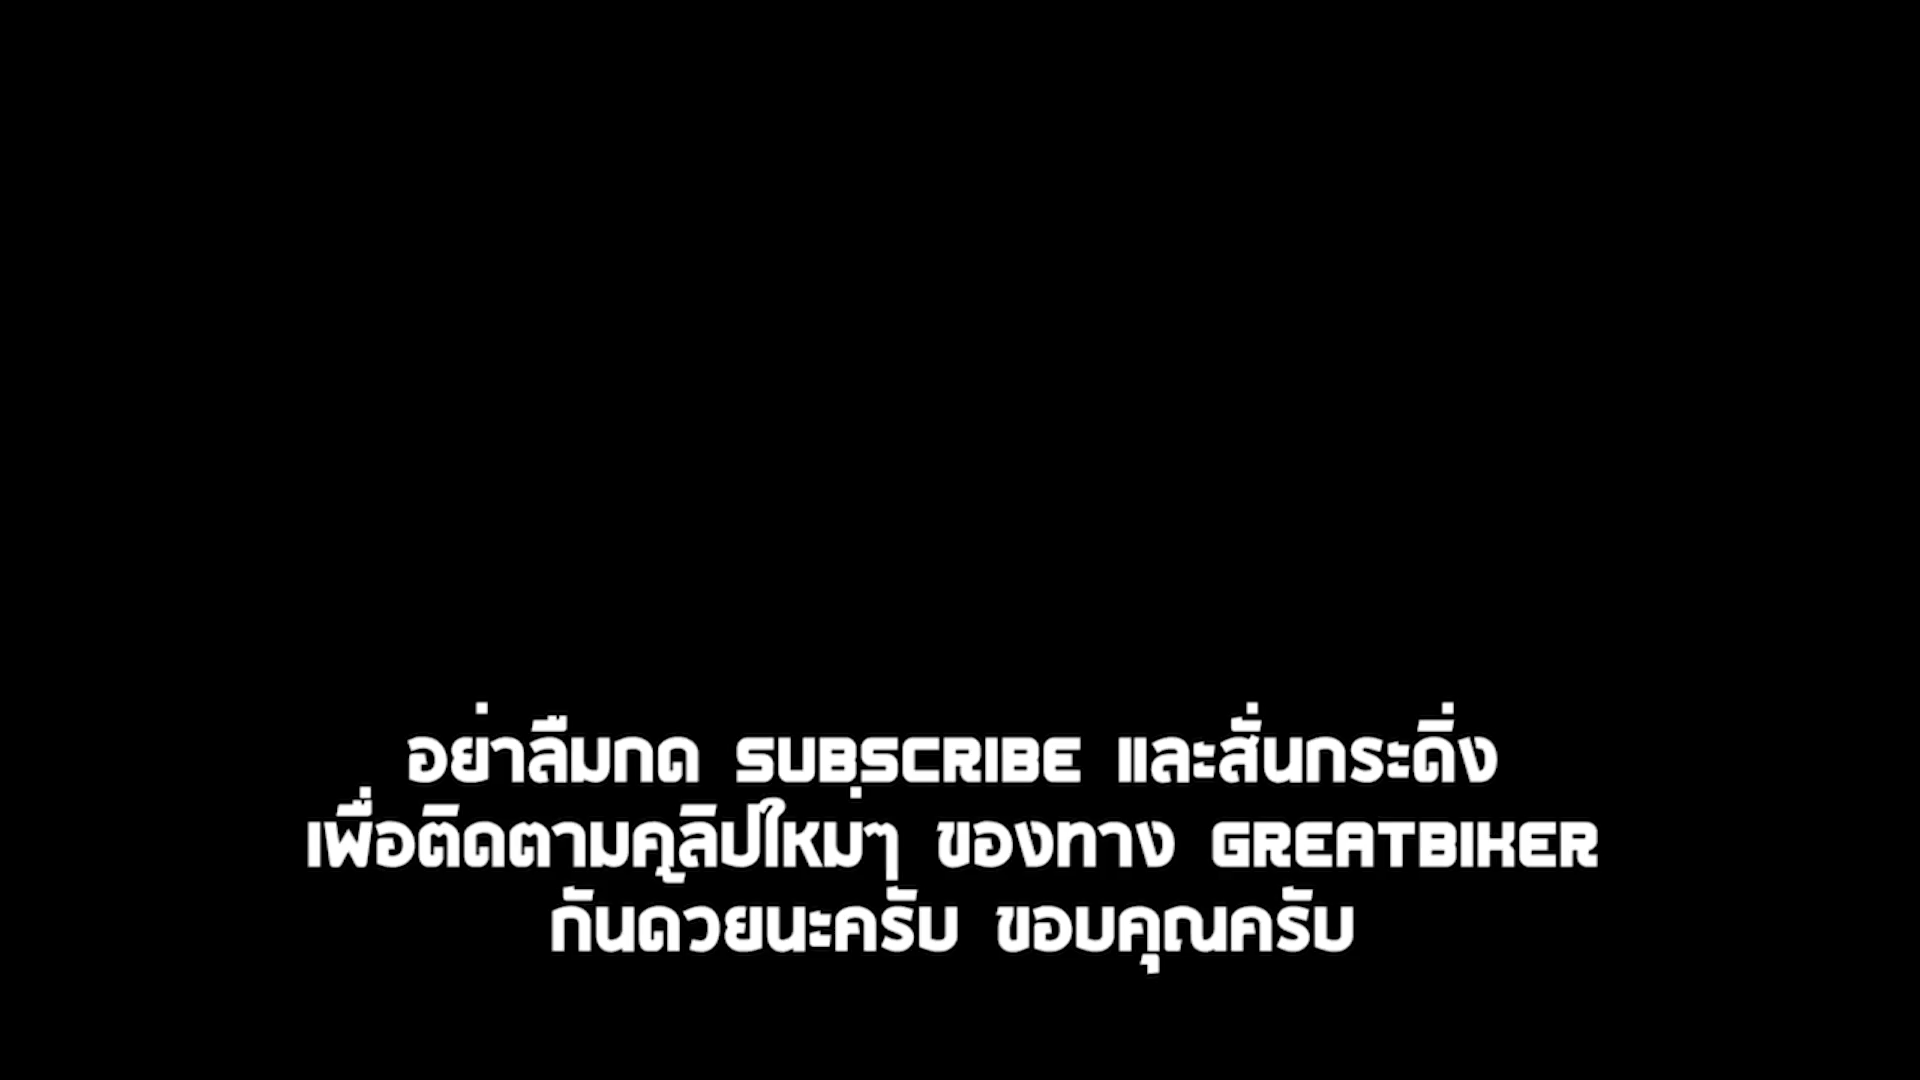 อย่าลืมกด SUBSCRIBE และสั่นกระดิ่ง
เพื่อติดตามคลิปใหม่ๆ ของทาง GREATBIKER
กันด้วยนะครับ ขอบคุณครับ